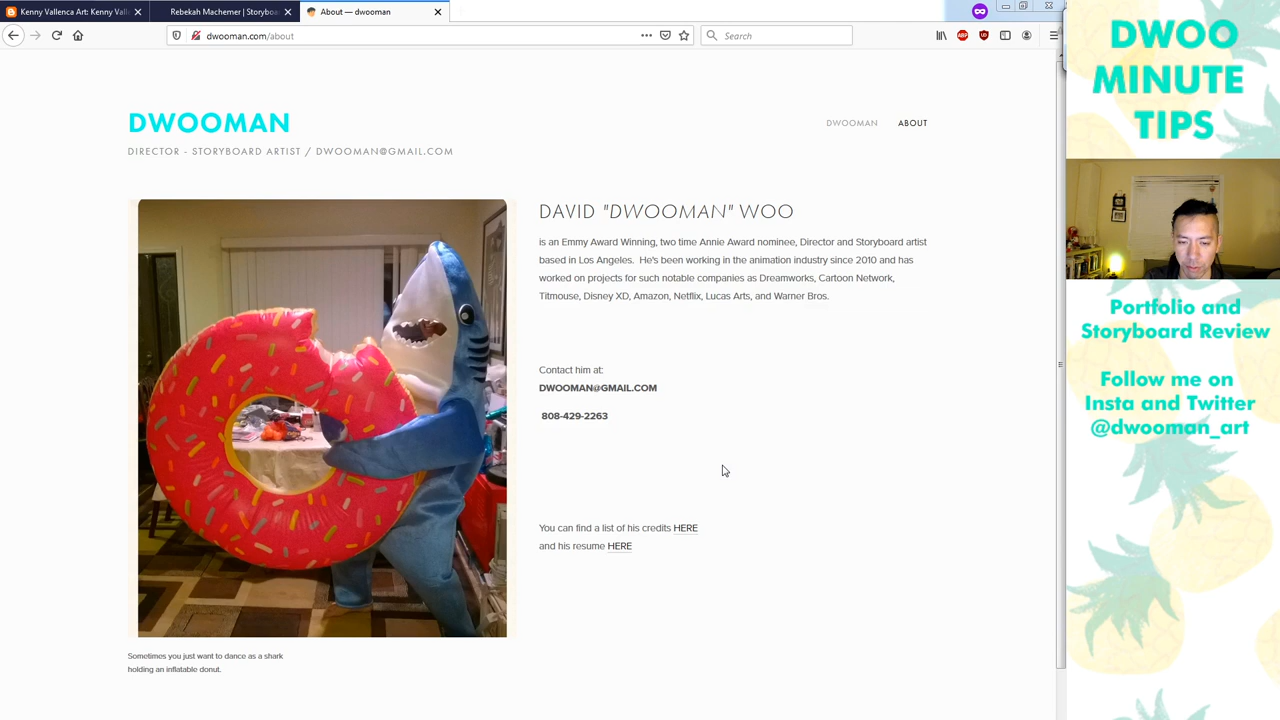 Kenny Vallenca Art: Kenny Vall
Rebekah Machemer | Storyboa
About — dwooman
dwooman.com/about
Search
DWOOMAN
DIRECTOR - STORYBOARD ARTIST / DWOOMAN@GMAIL.COM
DWOOMAN
ABOUT
DAVID "DWOOMAN" WOO
is an Emmy Award Winning, two time Annie Award nominee, Director and Storyboard artist
based in Los Angeles. He's been working in the animation industry since 2010 and has
worked on projects for such notable companies as Dreamworks, Cartoon Network,
Titmouse, Disney XD, Amazon, Netflix, Lucas Arts, and Warner Bros.
Contact him at:
DWOOMAN@GMAIL.COM
808-429-2263
You can find a list of his credits HERE
and his resume HERE
Sometimes you just want to dance as a shark
holding an inflatable donut.
DWOO
MINUTE
TIPS
Portfolio and
Storyboard Review
Follow me on
Insta and Twitter
@dwooman_art